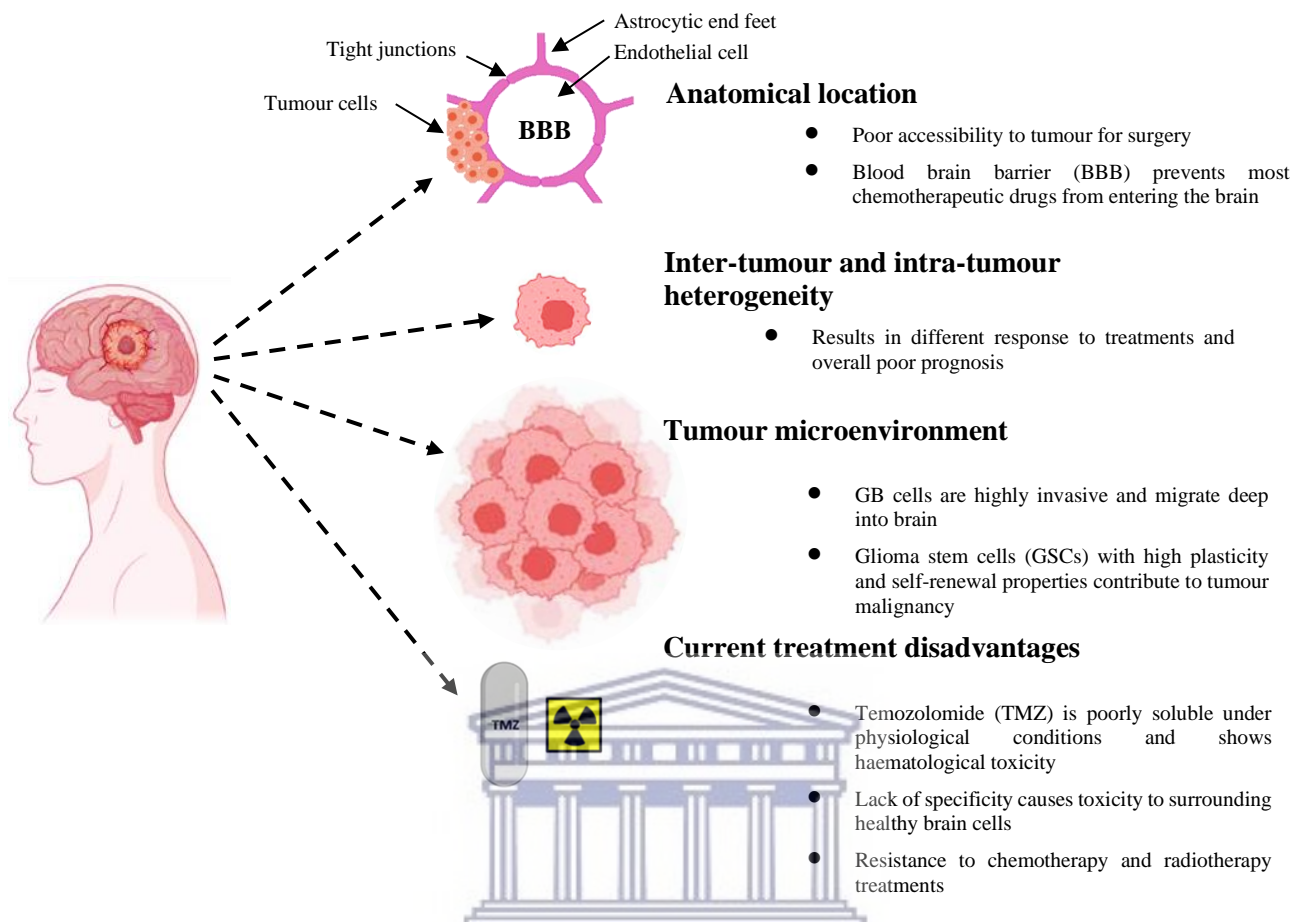 Astrocytic end feet
Tight junctions
Endothelial cell
Tumour cells
BBB
Anatomical location
● Poor accessibility to tumour for surgery
● Blood brain barrier (BBB) prevents most
chemotherapeutic drugs from entering the brain
Inter-tumour and intra-tumour
heterogeneity
● Results in different response to treatments and
overall poor prognosis
Tumour microenvironment
● GB cells are highly invasive and migrate deep
into brain
● Glioma stem cells (GSCs) with high plasticity
and self-renewal properties contribute to tumour
malignancy
Current treatment disadvantages
TMZ
● Temozolomide (TMZ) is poorly soluble under
physiological conditions and shows
haematological toxicity
● Lack of specificity causes toxicity to surrounding
healthy brain cells
● Resistance to chemotherapy and radiotherapy
treatments